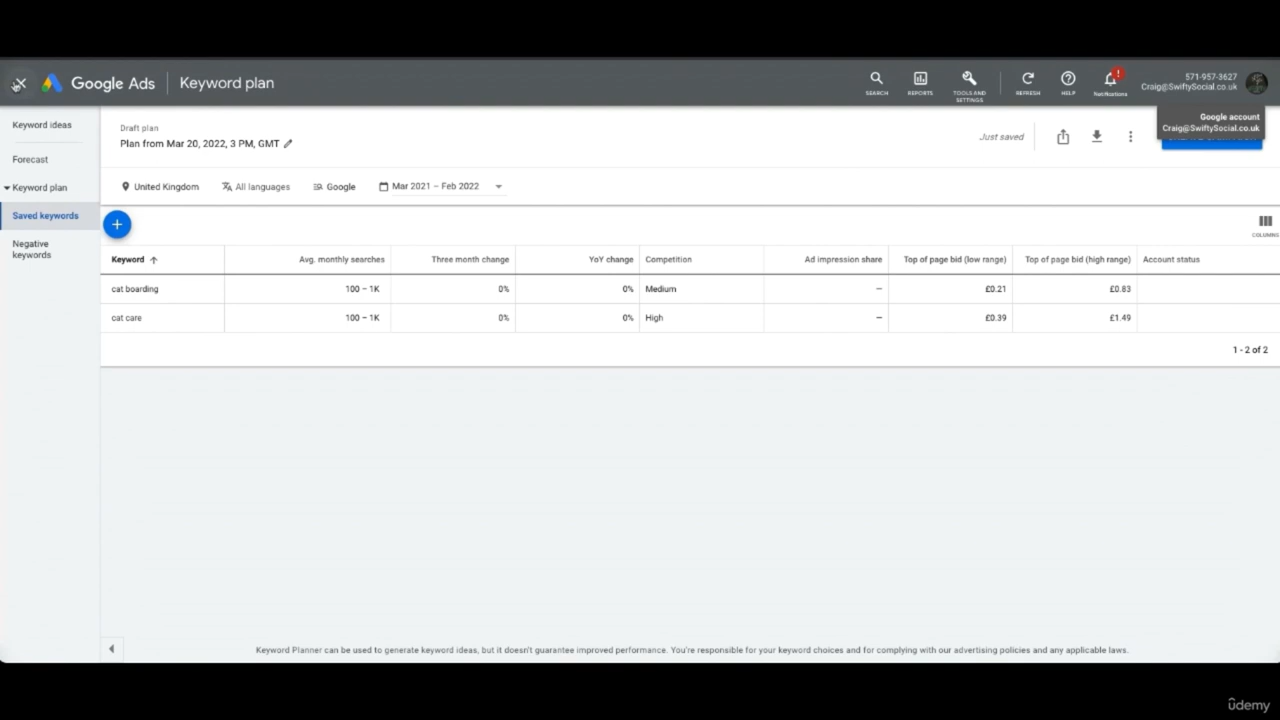 Google Ads
Keyword plan
SEARCH
REPORTS
TOOLS AND
SETTINGS
REFRESH
HELP
!
Notifications
571-957-3627
Craig@SwiftySocial.co.uk
Google account
Craig@SwiftySocial.co.uk
Keyword ideas
Forecast
Keyword plan
Saved keywords
Negative
keywords
Draft plan
Plan from Mar 20, 2022, 3 PM, GMT
Just saved
United Kingdom
All languages
Google
Mar 2021 – Feb 2022
COLUMNS
Keyword Avg. monthly searches Three month change YoY change Competition Ad impression share Top of page bid (low range) Top of page bid (high range) Account status
cat boarding 100 – 1K 0% 0% Medium – £0.21 £0.83
cat care 100 – 1K 0% 0% High – £0.39 £1.49
1 - 2 of 2
Keyword Planner can be used to generate keyword ideas, but it doesn't guarantee improved performance. You're responsible for your keyword choices and for complying with our advertising policies and any applicable laws.
ûdemy